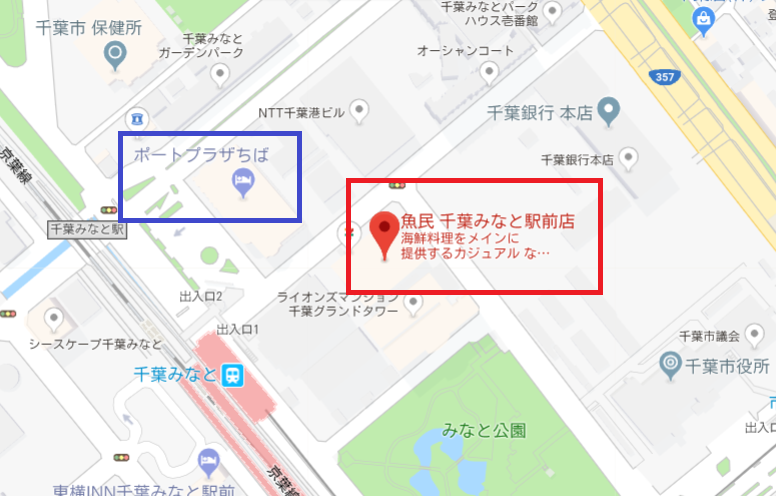 千葉みなとパーク
ハウス壱番館
千葉市 保健所
千葉みなと
ガーデンパーク
オーシャンコート
357
NTT千葉港ビル
千葉銀行 本店
ポートプラザちば
千葉銀行本店
京葉線
魚民 千葉みなと駅前店
海鮮料理をメインに
提供するカジュアル な…
千葉みなと駅
出入口2
ライオンズマンション
千葉グランドタワー
出入口1
シースケープ千葉みなと
千葉市議会
千葉市役所
千葉みなと
みなと公園
出入口
東横INN千葉みなと駅前
京葉線